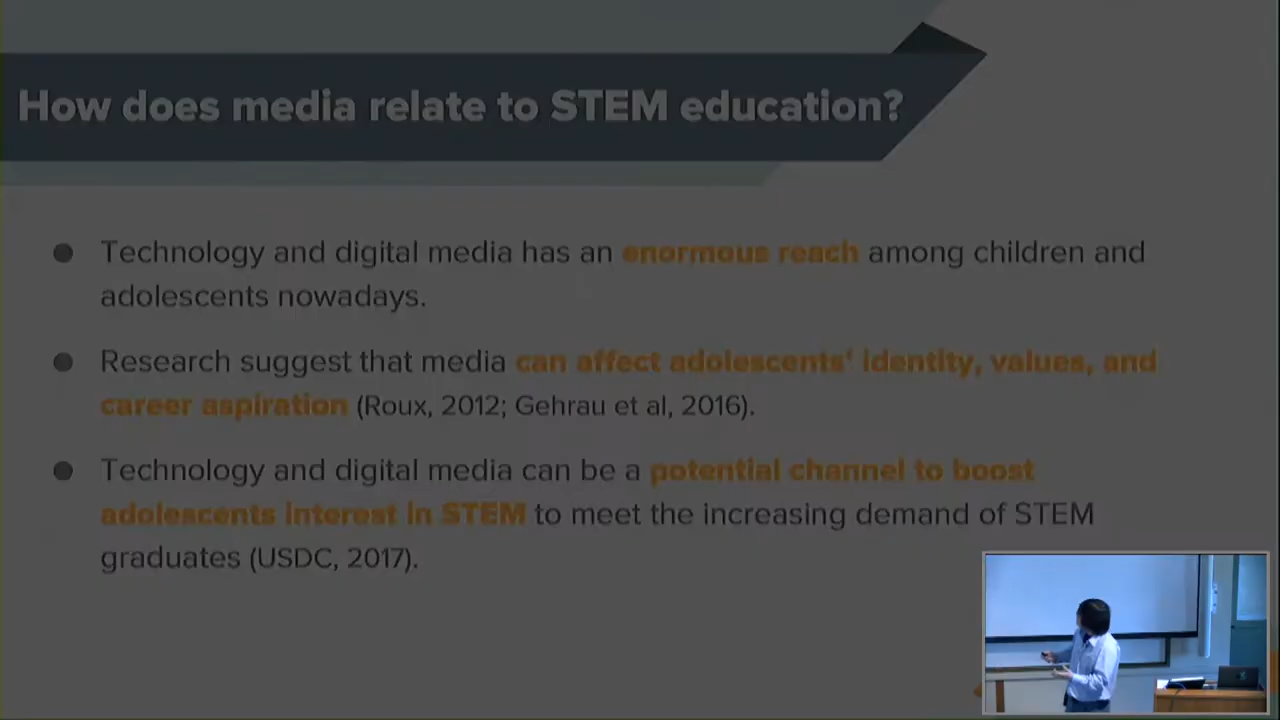 How does media relate to STEM education?
● Technology and digital media has an enormous reach among children and
adolescents nowadays.
● Research suggest that media can affect adolescents' identity, values, and
career aspiration (Roux, 2012; Gehrau et al, 2016).
● Technology and digital media can be a potential channel to boost
adolescents interest in STEM to meet the increasing demand of STEM
graduates (USDC, 2017).